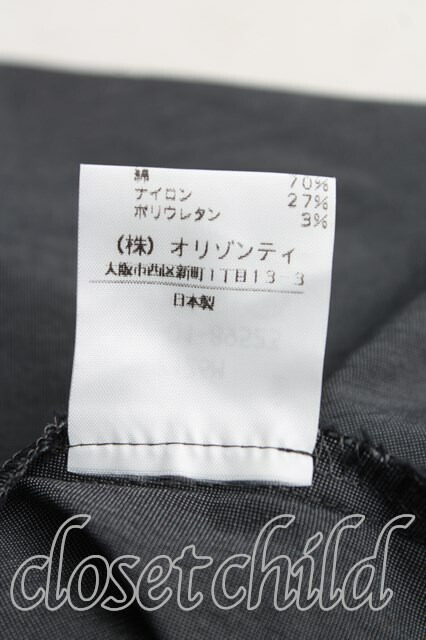 綿 70%
ナイロン 27%
ポリウレタン 3%
(株) オリゾンティ
大阪市西区新町1丁目13-3
日本製
closet child